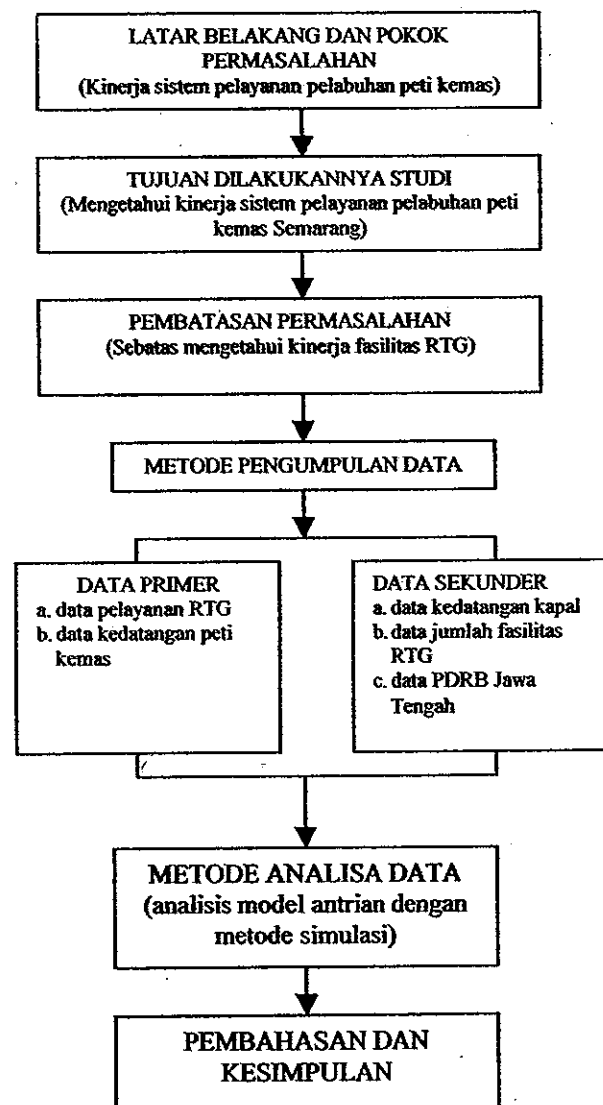 LATAR BELAKANG DAN POKOK
PERMASALAHAN
(Kinerja sistem pelayanan pelabuhan peti kemas)
TUJUAN DILAKUKANNYA STUDI
(Mengetahui kinerja sistem pelayanan pelabuhan peti
kemas Semarang)
PEMBATASAN PERMASALAHAN
(Sebatas mengetahui kinerja fasilitas RTG)
METODE PENGUMPULAN DATA
DATA PRIMER
a. data pelayanan RTG
b. data kedatangan peti
kemas
DATA SEKUNDER
a. data kedatangan kapal
b. data jumlah fasilitas
RTG
c. data PDRB Jawa
Tengah
METODE ANALISA DATA
(analisis model antrian dengan
metode simulasi)
PEMBAHASAN DAN
KESIMPULAN